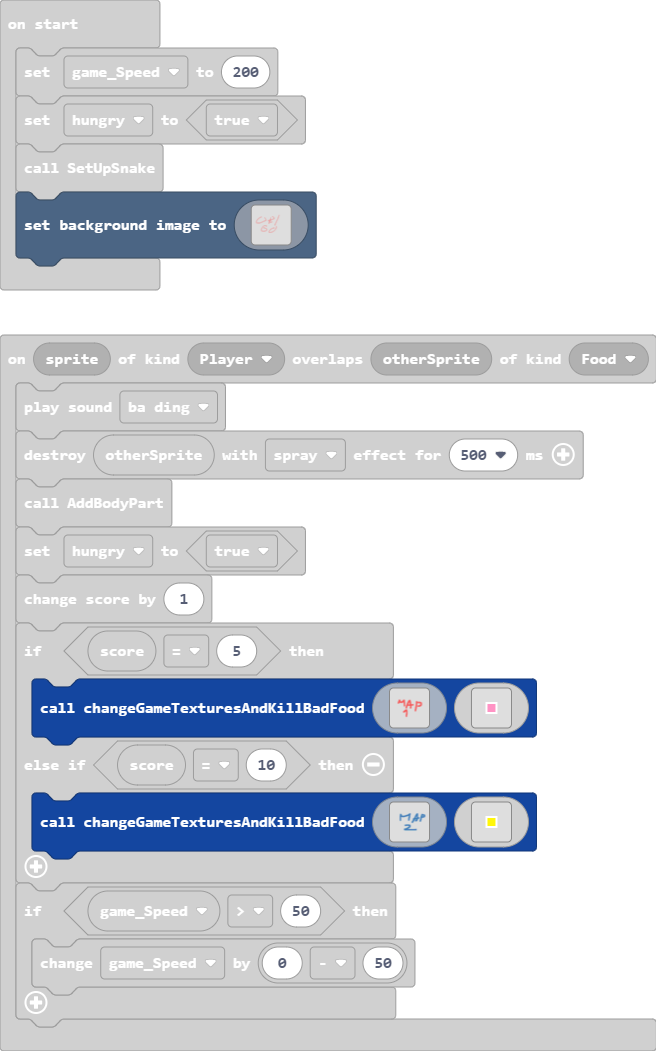 on start
set game_Speed to 200
set hungry to true
call SetUpSnake
set background image to
on sprite of kind Player overlaps otherSprite of kind Food
play sound ba ding
destroy otherSprite with spray effect for 500 ms
call AddBodyPart
set hungry to true
change score by 1
if score = 5 then
call changeGameTexturesAndKillBadFood MAP 1
else if score = 10 then
call changeGameTexturesAndKillBadFood MAP 2
if game_Speed > 50 then
change game_Speed by 0 - 50